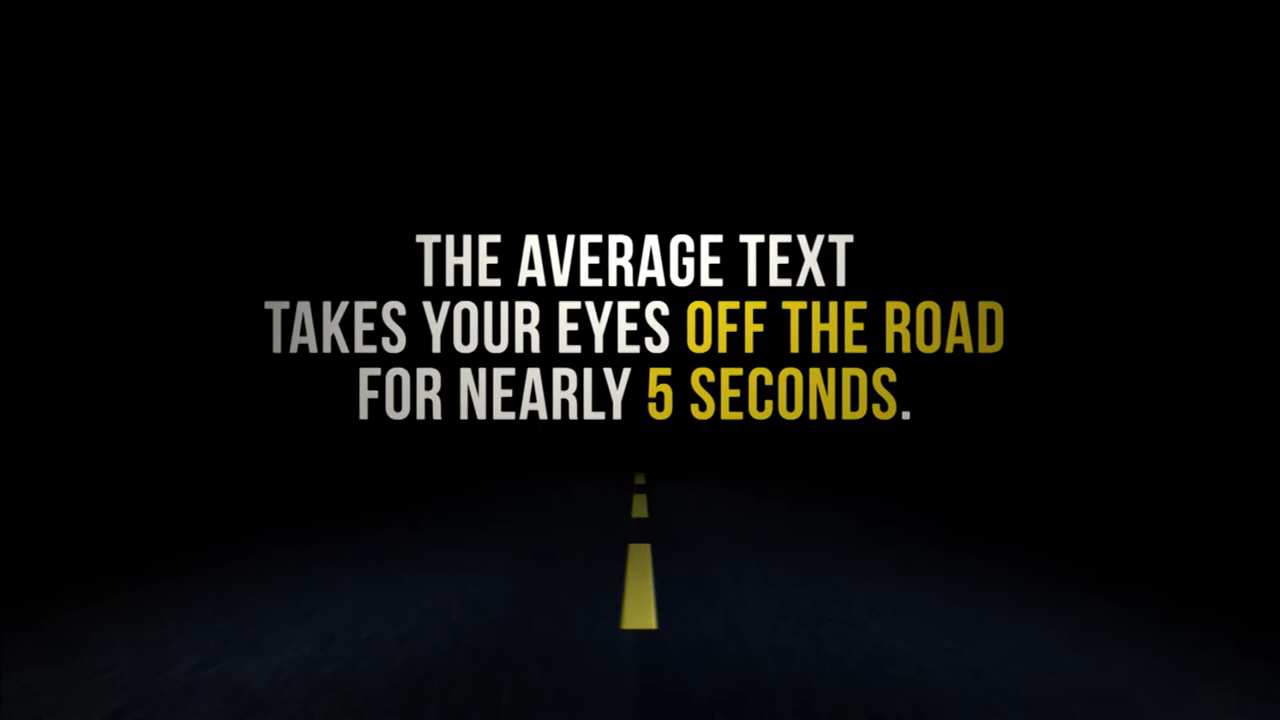 THE AVERAGE TEXT
TAKES YOUR EYES OFF THE ROAD
FOR NEARLY 5 SECONDS.